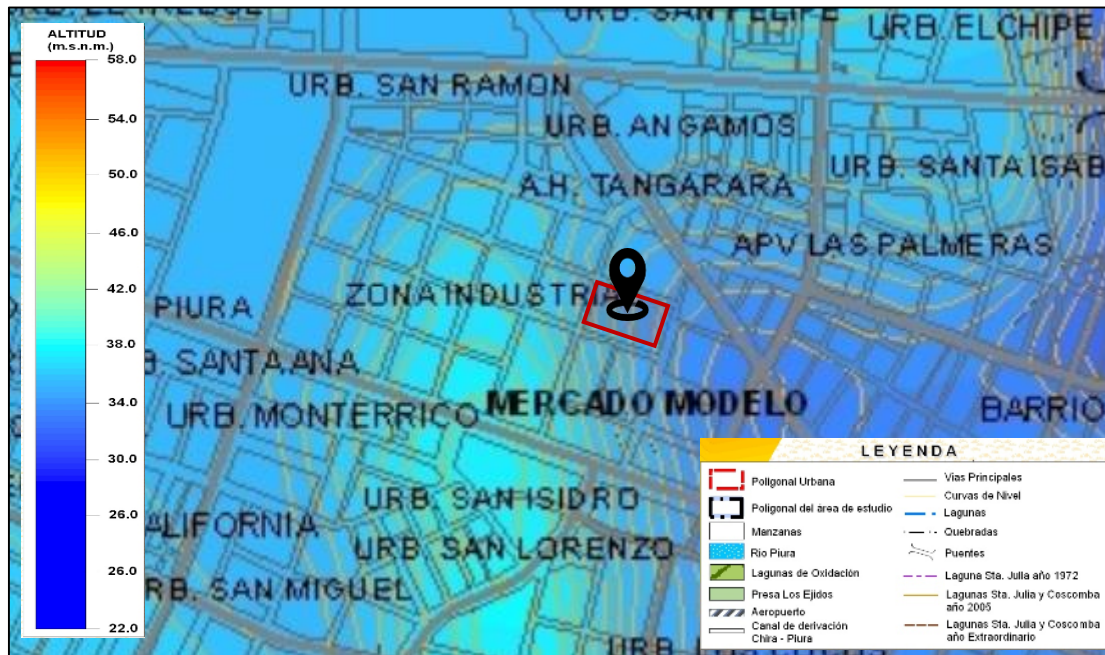 ALTITUD
(m.s.n.m.)
58.0
54.0
50.0
46.0
42.0
38.0
34.0
30.0
26.0
26.0
22.0
URB. SAN FELIPE
URB. EL CHIPE
URB. SAN RAMON
URB. ANGAMOS
URB. SANTA ISAB
A.H. TANGARARA
APV LAS PALMERAS
ZONA INDUSTRIA
PIURA
B. SANTA ANA
URB. MONTERRICO
MERCADO MODELO
BARRIO
URB. SAN ISIDRO
ALIFORNIA
URB. SAN LORENZO
RB. SAN MIGUEL
LEYENDA
Poligonal Urbana
Poligonal del área de estudio
Manzanas
Rio Piura
Lagunas de Oxidación
Presa Los Ejidos
Aeropuerto
Canal de derivación
Chira - Piura
Vias Principales
Curvas de Nivel
Lagunas
Quebradas
Puentes
Laguna Sta. Julia año 1972
Lagunas Sta. Julia y Coscomba
año 2005
Lagunas Sta. Julia y Coscomba
año Extraordinario